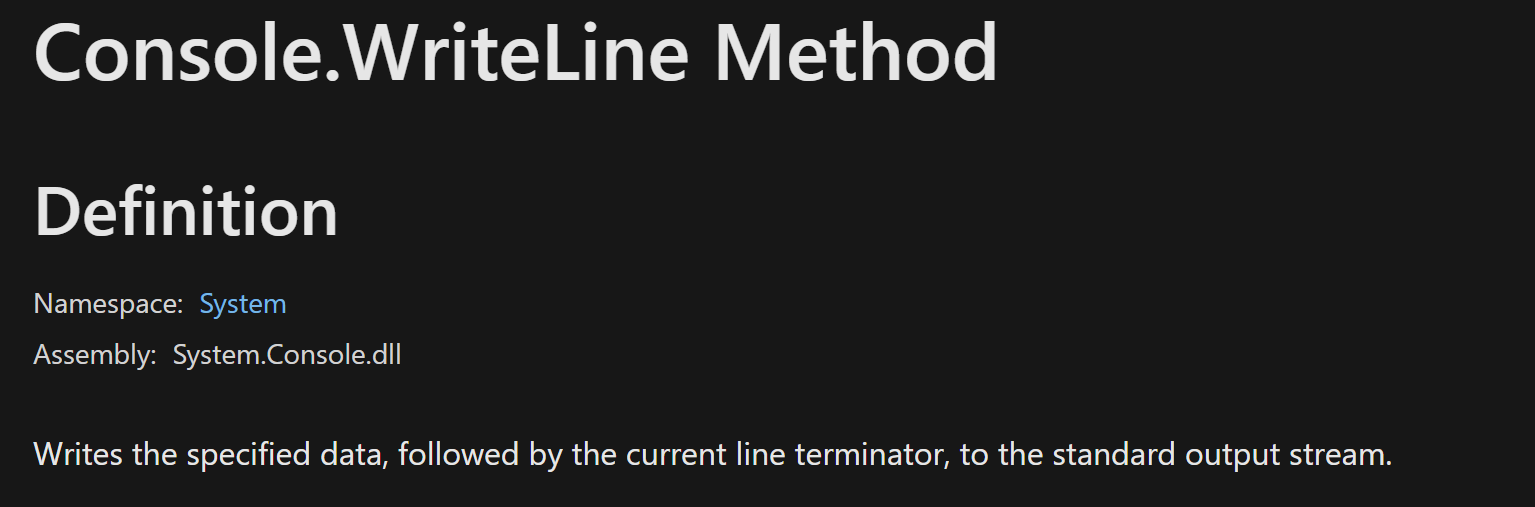 Console.WriteLine Method
Definition
Namespace: System
Assembly: System.Console.dll
Writes the specified data, followed by the current line terminator, to the standard output stream.